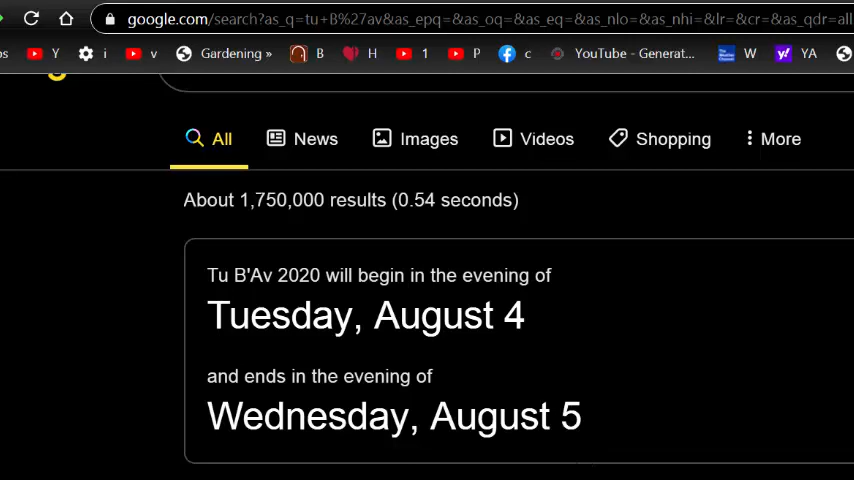 google.com/search?as_q=tu+B%27av&as_epq=&as_oq=&as_eq=&as_nlo=&as_nhi=&lr=&cr=&as_qdr=all
os Y i v Gardening » B H 1 P c YouTube - Generat... W YA
All News Images Videos Shopping More
About 1,750,000 results (0.54 seconds)
Tu B'Av 2020 will begin in the evening of
Tuesday, August 4
and ends in the evening of
Wednesday, August 5